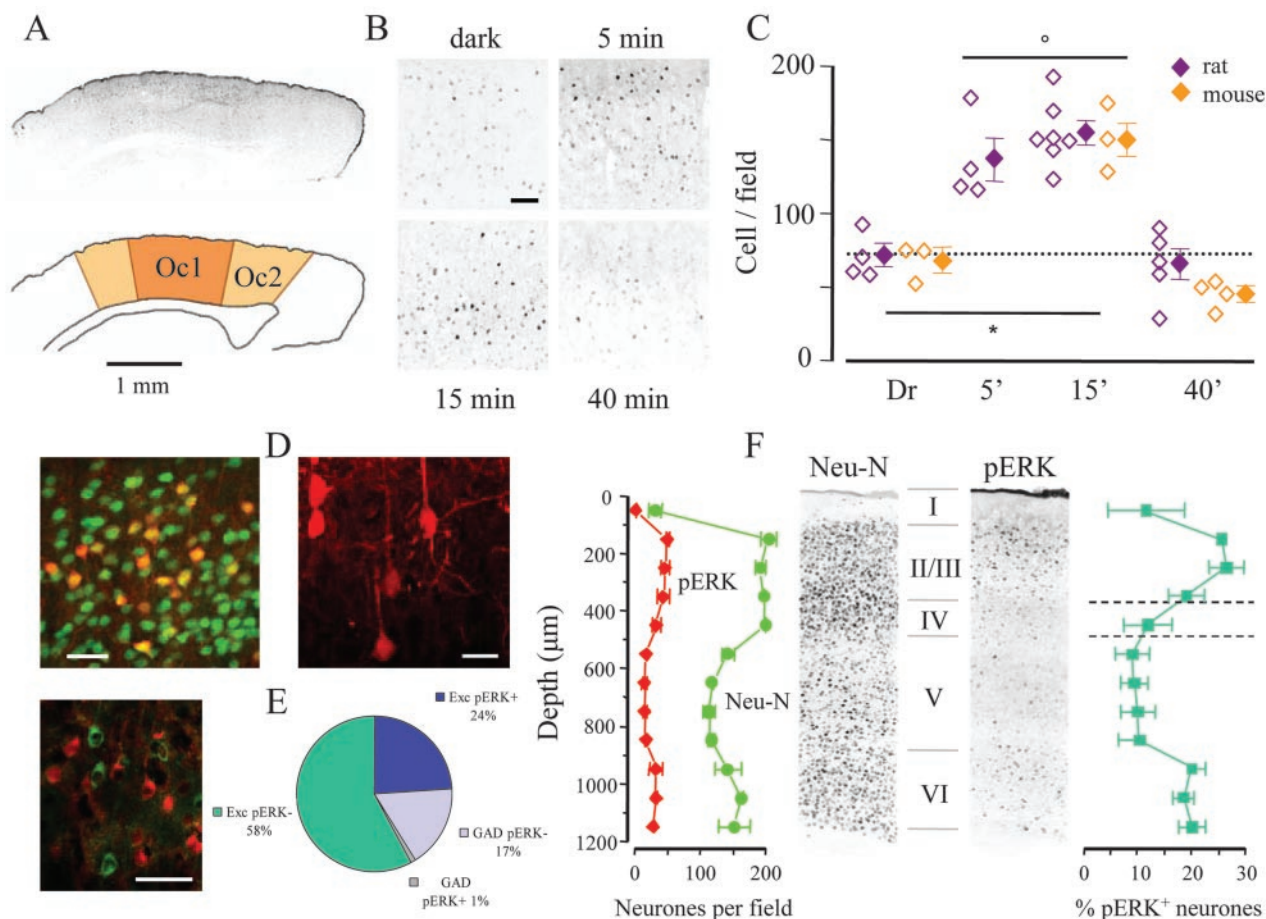 A
B
C
dark
5 min
15 min
40 min
Oc1
Oc2
1 mm
Cell / field
200
100
0
rat
mouse
°
*
Dr
5’
15’
40’
D
E
Exc pERK+
24%
GAD pERK-
17%
GAD
pERK+ 1%
Exc pERK-
58%
F
Neu-N
pERK
Depth (µm)
0
200
400
600
800
1000
1200
pERK
Neu-N
0
100
200
Neurones per field
I
II/III
IV
V
VI
0
10
20
30
% pERK⁺ neurones